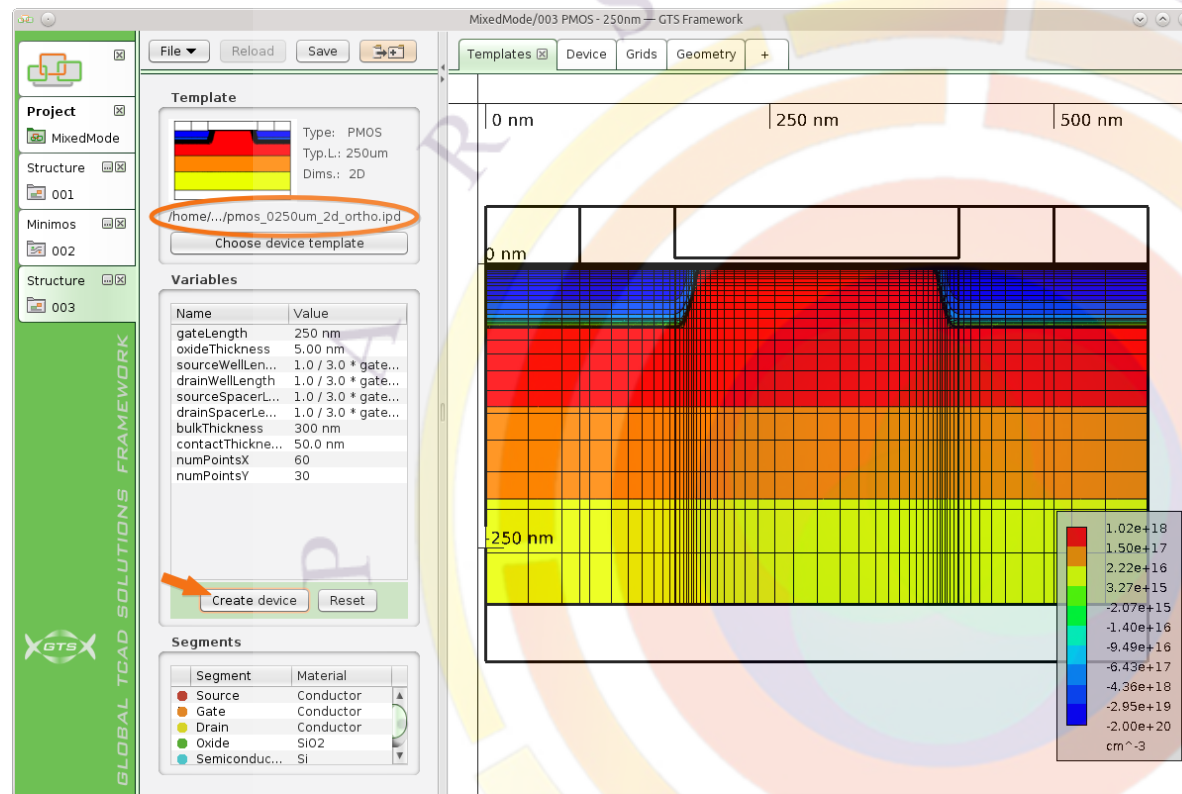 MixedMode/003 PMOS - 250nm — GTS Framework
File ▼ Reload Save
Templates Device Grids Geometry +
Project
MixedMode
Structure
001
Minimos
002
Structure
003
GLOBAL TCAD SOLUTIONS FRAMEWORK
GTS
Template
Type: PMOS
Typ.L.: 250um
Dims.: 2D
/home/.../pmos_0250um_2d_ortho.ipd
Choose device template
Variables
Name Value
gateLength 250 nm
oxideThickness 5.00 nm
sourceWellLen... 1.0 / 3.0 * gate...
drainWellLength 1.0 / 3.0 * gate...
sourceSpacerL... 1.0 / 3.0 * gate...
drainSpacerLe... 1.0 / 3.0 * gate...
bulkThickness 300 nm
contactThickne... 50.0 nm
numPointsX 60
numPointsY 30
Create device Reset
Segments
Segment Material
Source Conductor
Gate Conductor
Drain Conductor
Oxide SiO2
Semiconduc... Si
0 nm 250 nm 500 nm
0 nm
-250 nm
1.02e+18
1.50e+17
2.22e+16
3.27e+15
-2.07e+15
-1.40e+16
-9.49e+16
-6.43e+17
-4.36e+18
-2.95e+19
-2.00e+20
cm^-3
P A R S